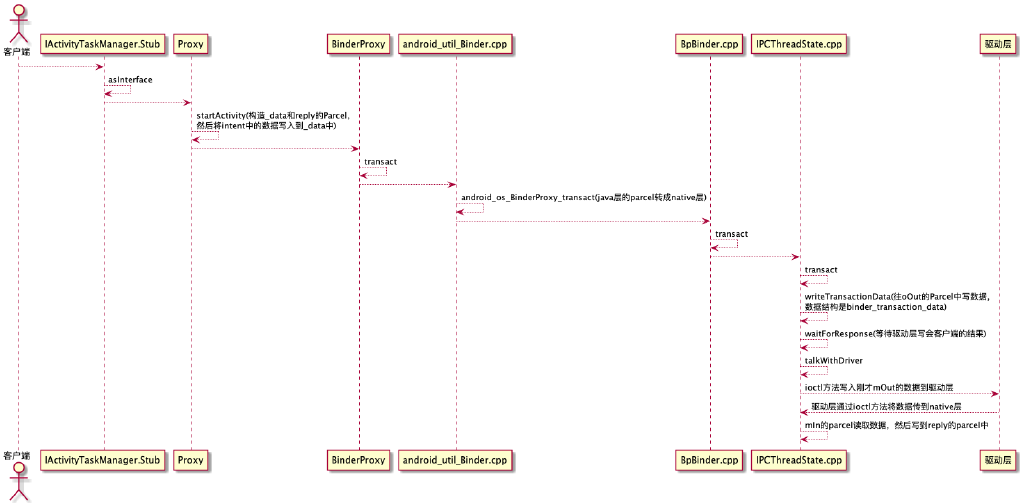 客户端
IActivityTaskManager.Stub
Proxy
BinderProxy
android_util_Binder.cpp
BpBinder.cpp
IPCThreadState.cpp
驱动层
asInterface
startActivity(构造_data和reply的Parcel,
然后将intent中的数据写入到_data中)
transact
android_os_BinderProxy_transact(java层的parcel转成native层)
transact
transact
writeTransactionData(往oOut的Parcel中写数据,
数据结构是binder_transaction_data)
waitForResponse(等待驱动层写会客户端的结果)
talkWithDriver
ioctl方法写入刚才mOut的数据到驱动层
驱动层通过ioctl方法将数据传到native层
mIn的parcel读取数据，然后写到reply的parcel中
客户端
IActivityTaskManager.Stub
Proxy
BinderProxy
android_util_Binder.cpp
BpBinder.cpp
IPCThreadState.cpp
驱动层